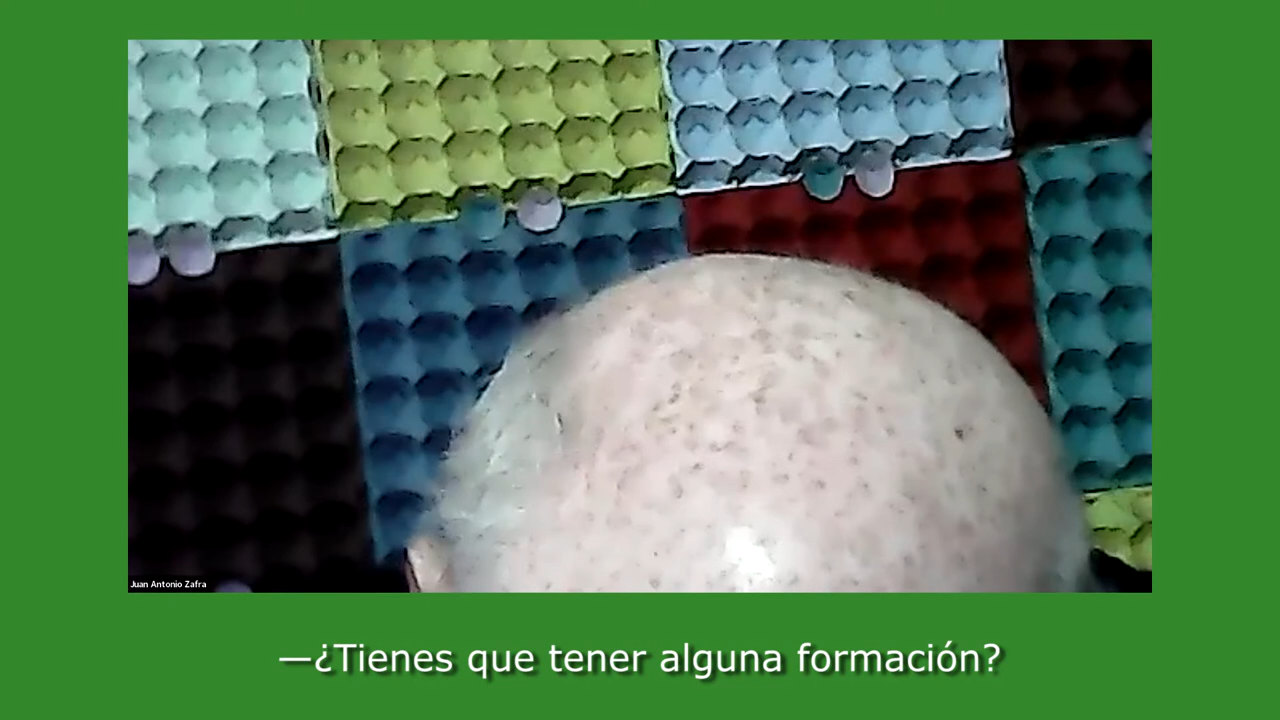 Juan Antonio Zafra
—¿Tienes que tener alguna formación?